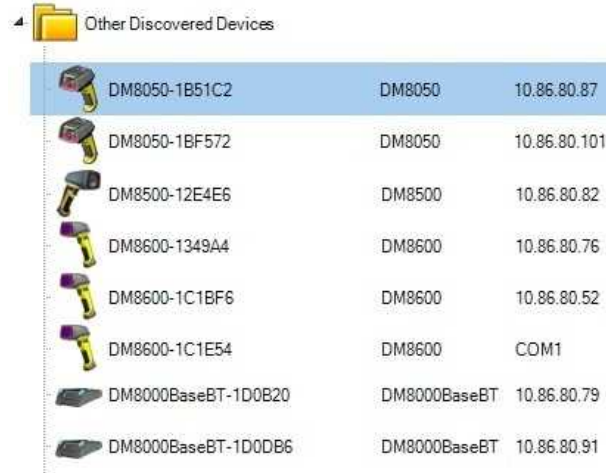 Other Discovered Devices
DM8050-1B51C2 DM8050 10.86.80.87
DM8050-1BF572 DM8050 10.86.80.101
DM8500-12E4E6 DM8500 10.86.80.82
DM8600-1349A4 DM8600 10.86.80.76
DM8600-1C1BF6 DM8600 10.86.80.52
DM8600-1C1E54 DM8600 COM1
DM8000BaseBT-1D0B20 DM8000BaseBT 10.86.80.79
DM8000BaseBT-1D0DB6 DM8000BaseBT 10.86.80.91